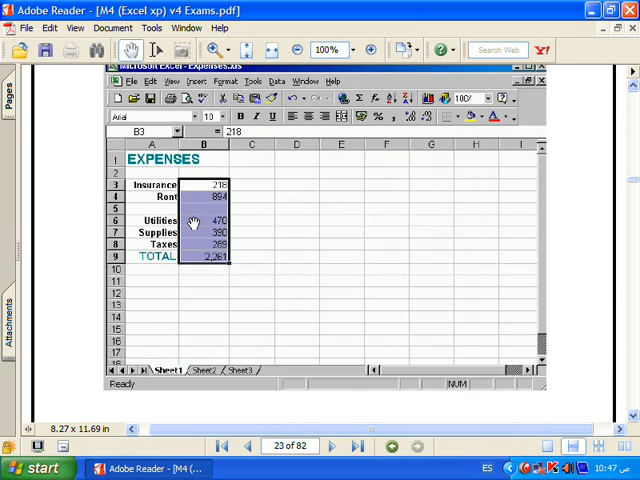 Adobe Reader - [M4 (Excel xp) v4 Exams.pdf]
File Edit View Document Tools Window Help
100% Search Web Y!
Pages
Attachments
Microsoft Excel - Expenses.xls
File Edit View Insert Format Tools Data Window Help
Σ 100%
Arial 10 B I U $ % ,
B3 = 218
A B C D E F G H I
1 EXPENSES
2
3 Insurance 218
4 Rent 894
5
6 Utilities 470
7 Supplies 390
8 Taxes 289
9 TOTAL 2,261
10
11
12
13
14
15
16
17
18
Sheet1 Sheet2 Sheet3
Ready NUM
8.27 x 11.69 in
23 of 82
start Adobe Reader - [M4 (... ES 10:47 ص